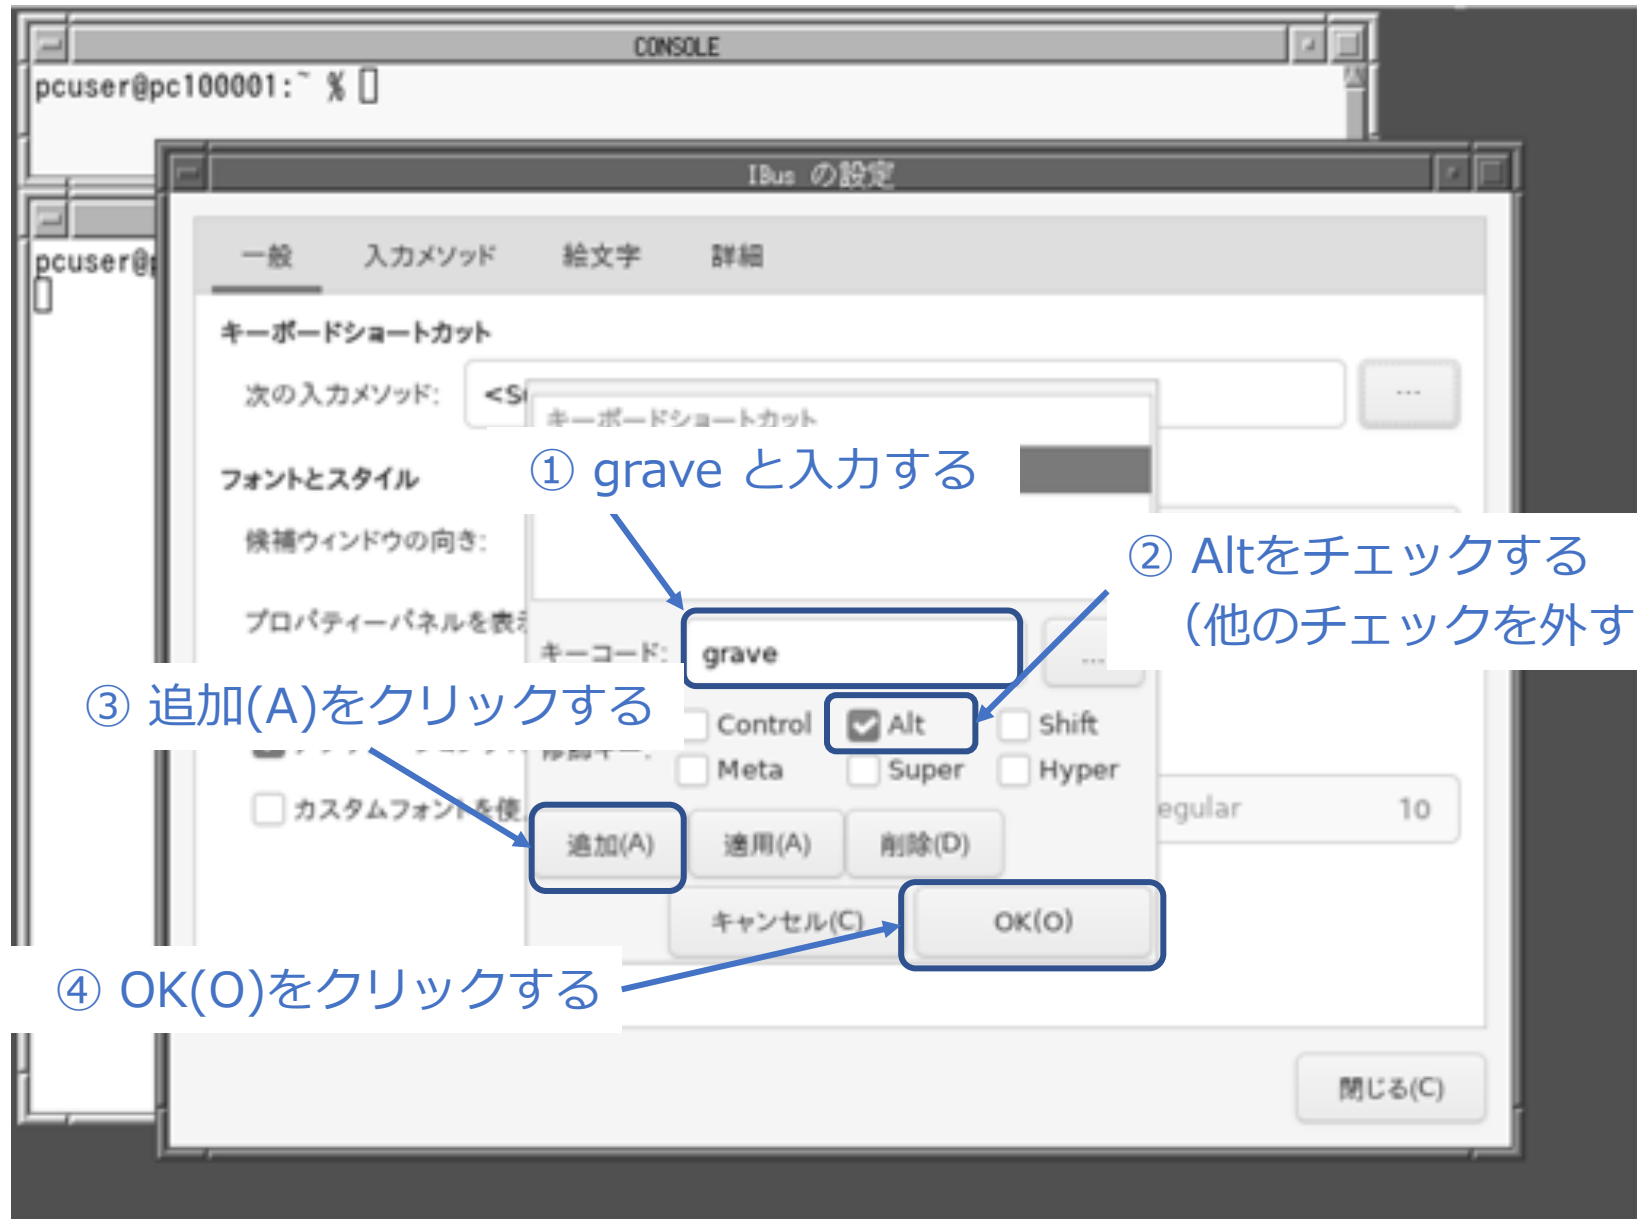 CONSOLE
pcuser@pc100001:~ %
IBus の設定
pcuser@
一般 入力メソッド 絵文字 詳細
キーボードショートカット
次の入力メソッド: <S ...
キーボードショートカット
① grave と入力する
フォントとスタイル
候補ウィンドウの向き:
② Altをチェックする
（他のチェックを外す
プロパティーパネルを表示
キーコード: grave ...
③ 追加(A)をクリックする
Control Alt Shift
修飾キー:
Meta Super Hyper
カスタムフォントを使 egular 10
追加(A) 適用(A) 削除(D)
キャンセル(C) OK(O)
④ OK(O)をクリックする
閉じる(C)